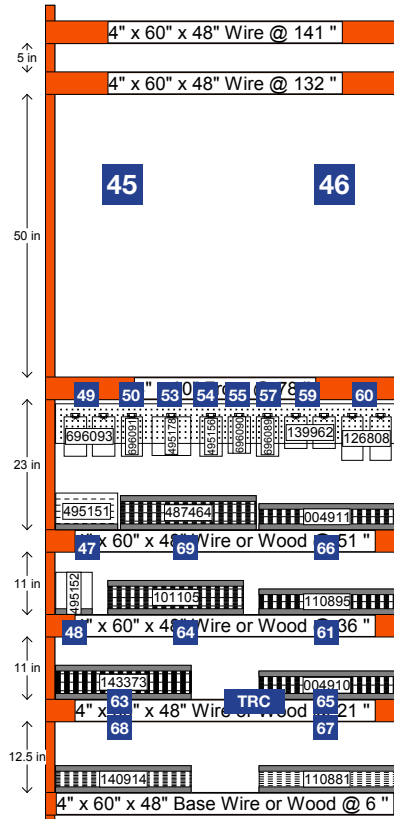 4" x 60" x 48" Wire @ 141 "
5 in
4" x 60" x 48" Wire @ 132 "
45
46
50 in
49
50
53
54
55
57
59
60
696093
696091
495178
495156
696090
696089
139962
126808
23 in
495151
487464
004911
47
69
66
x 60" x 48" Wire or Wood @ 51 "
11 in
495152
101105
110895
48
64
61
x 60" x 48" Wire or Wood @ 36 "
11 in
143373
004910
63
TRC
65
4" x 60" x 48" Wire or Wood @ 21 "
68
67
12.5 in
140914
110881
4" x 60" x 48" Base Wire or Wood @ 6 "